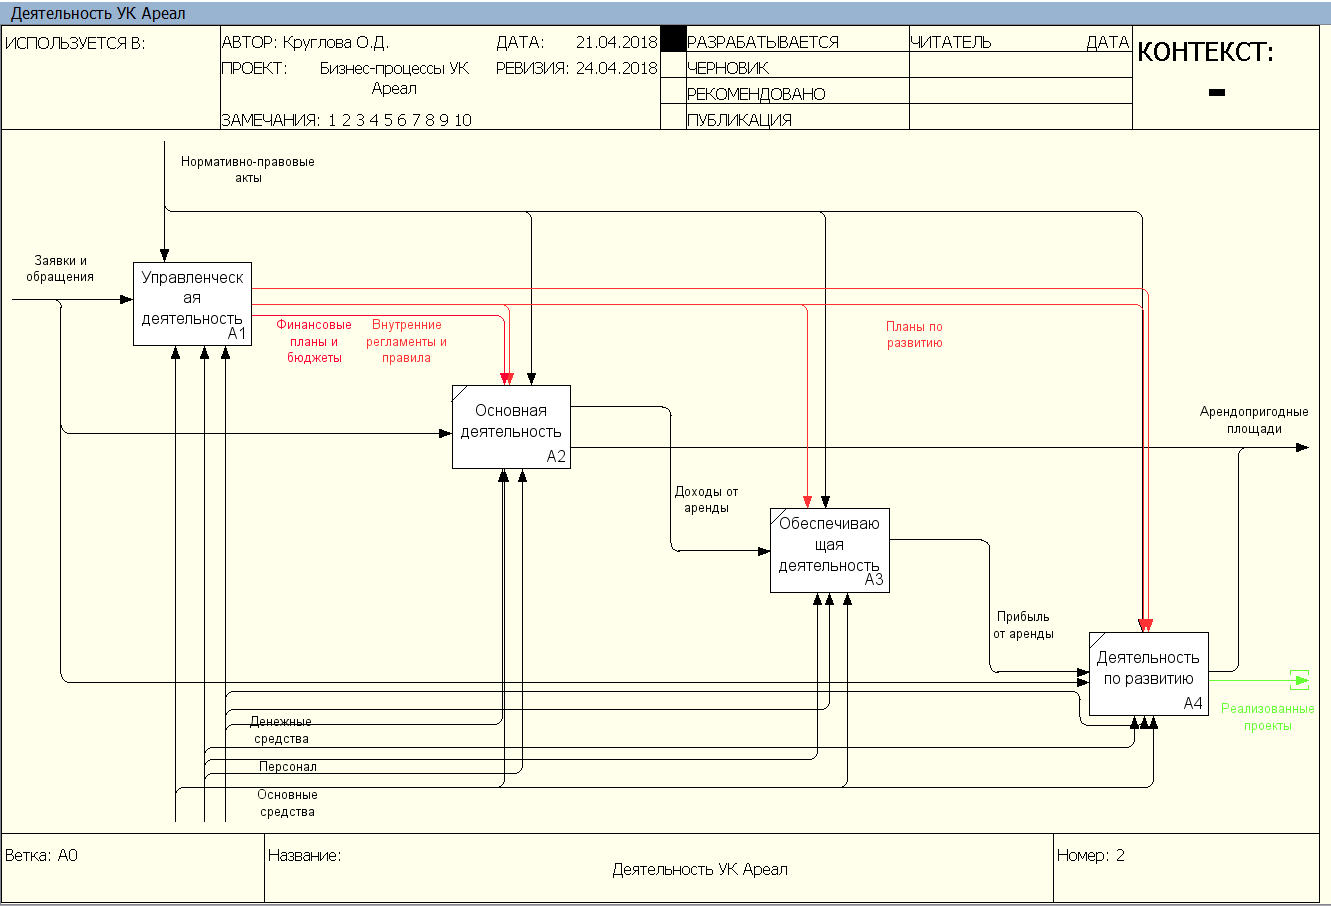 Деятельность УК Ареал
ИСПОЛЬЗУЕТСЯ В:
АВТОР: Круглова О.Д.
ДАТА: 21.04.2018
ПРОЕКТ: Бизнес-процессы УК
Ареал
РЕВИЗИЯ: 24.04.2018
ЗАМЕЧАНИЯ: 1 2 3 4 5 6 7 8 9 10
РАЗРАБАТЫВАЕТСЯ
ЧЕРНОВИК
РЕКОМЕНДОВАНО
ПУБЛИКАЦИЯ
ЧИТАТЕЛЬ
ДАТА
КОНТЕКСТ:
Нормативно-правовые
акты
Заявки и
обращения
Управленческ
ая
деятельность
A1
Финансовые
планы и
бюджеты
Внутренние
регламенты и
правила
Планы по
развитию
Основная
деятельность
A2
Арендопригодные
площади
Доходы от
аренды
Обеспечиваю
щая
деятельность
A3
Прибыль
от аренды
Деятельность
по развитию
A4
Реализованные
проекты
Денежные
средства
Персонал
Основные
средства
Ветка: A0
Название:
Деятельность УК Ареал
Номер: 2